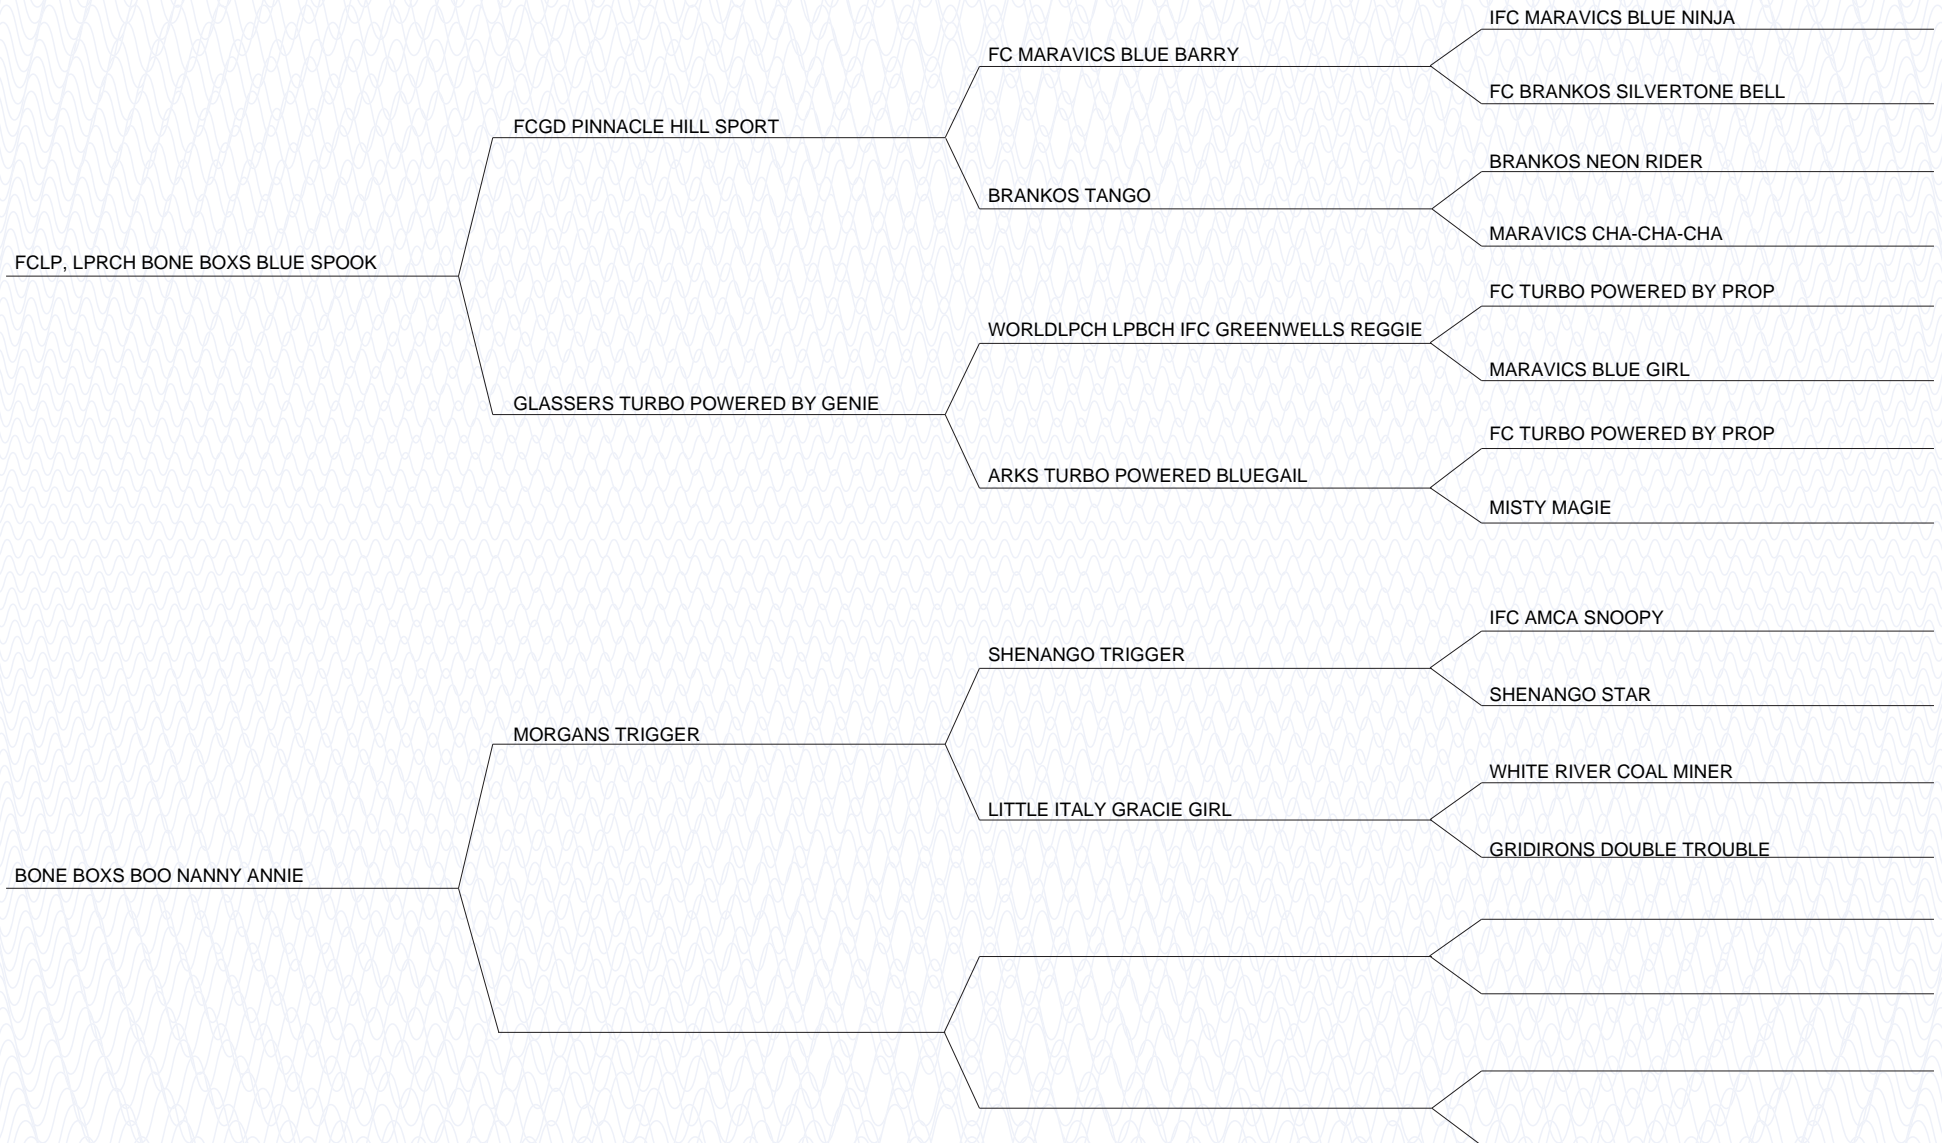 IFC MARAVICS BLUE NINJA
FC MARAVICS BLUE BARRY
FC BRANKOS SILVERTONE BELL
FCGD PINNACLE HILL SPORT
BRANKOS NEON RIDER
BRANKOS TANGO
MARAVICS CHA-CHA-CHA
FCLP, LPRCH BONE BOXS BLUE SPOOK
FC TURBO POWERED BY PROP
WORLDLPCH LPBCH IFC GREENWELLS REGGIE
MARAVICS BLUE GIRL
GLASSERS TURBO POWERED BY GENIE
FC TURBO POWERED BY PROP
ARKS TURBO POWERED BLUEGAIL
MISTY MAGIE
IFC AMCA SNOOPY
SHENANGO TRIGGER
SHENANGO STAR
MORGANS TRIGGER
WHITE RIVER COAL MINER
LITTLE ITALY GRACIE GIRL
GRIDIRONS DOUBLE TROUBLE
BONE BOXS BOO NANNY ANNIE